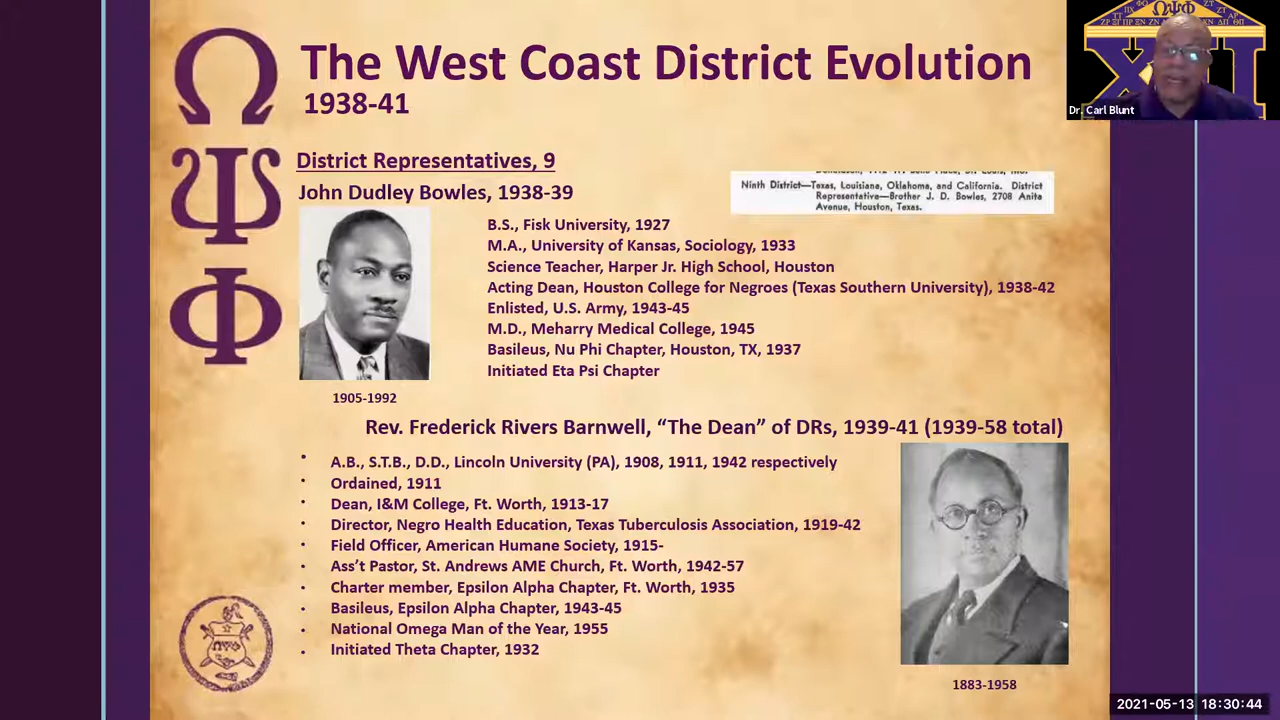 Ω
Ψ
Φ
The West Coast District Evolution
1938-41
District Representatives, 9
John Dudley Bowles, 1938-39
Ninth District—Texas, Louisiana, Oklahoma, and California. District
Representative—Brother J. D. Bowles, 2708 Anita
Avenue, Houston, Texas.
B.S., Fisk University, 1927
M.A., University of Kansas, Sociology, 1933
Science Teacher, Harper Jr. High School, Houston
Acting Dean, Houston College for Negroes (Texas Southern University), 1938-42
Enlisted, U.S. Army, 1943-45
M.D., Meharry Medical College, 1945
Basileus, Nu Phi Chapter, Houston, TX, 1937
Initiated Eta Psi Chapter
1905-1992
Rev. Frederick Rivers Barnwell, “The Dean” of DRs, 1939-41 (1939-58 total)
• A.B., S.T.B., D.D., Lincoln University (PA), 1908, 1911, 1942 respectively
• Ordained, 1911
• Dean, I&M College, Ft. Worth, 1913-17
• Director, Negro Health Education, Texas Tuberculosis Association, 1919-42
• Field Officer, American Humane Society, 1915-
• Ass’t Pastor, St. Andrews AME Church, Ft. Worth, 1942-57
• Charter member, Epsilon Alpha Chapter, Ft. Worth, 1935
• Basileus, Epsilon Alpha Chapter, 1943-45
• National Omega Man of the Year, 1955
• Initiated Theta Chapter, 1932
1883-1958
ΩΨΦ
XII
Dr. Carl Blunt
2021-05-13 18:30:44